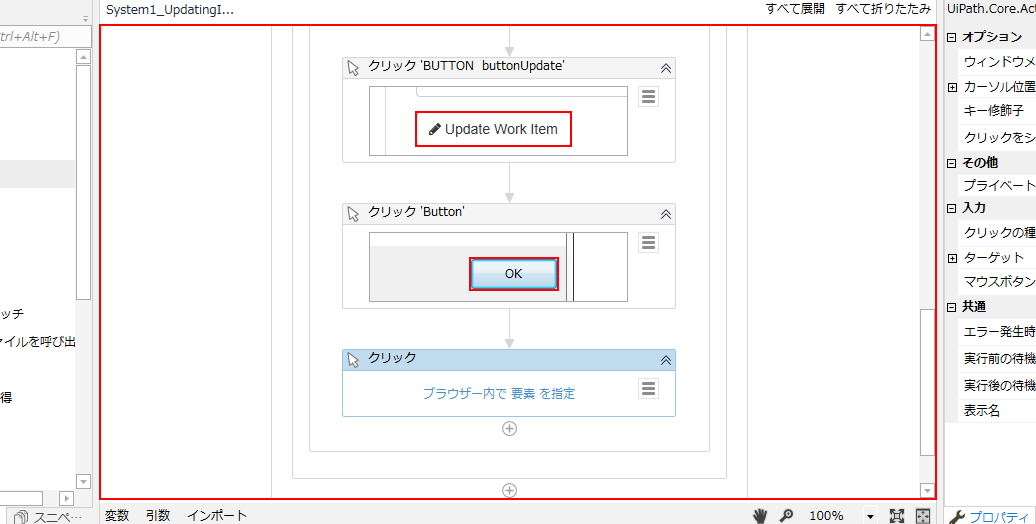 System1_UpdatingI...
すべて展開 すべて折りたたみ
UiPath.Core.Act
trl+Alt+F)
クリック 'BUTTON  buttonUpdate'
Update Work Item
クリック 'Button'
OK
クリック
ブラウザー内で 要素 を指定
ッチ
ァイルを呼び出
得
オプション
ウィンドウメ
カーソル位置
キー修飾子
クリックをシ
その他
プライベート
入力
クリックの種
ターゲット
マウスボタン
共通
エラー発生時
実行前の待機
実行後の待機
表示名
スニペ...
変数 引数 インポート
100%
プロパティ